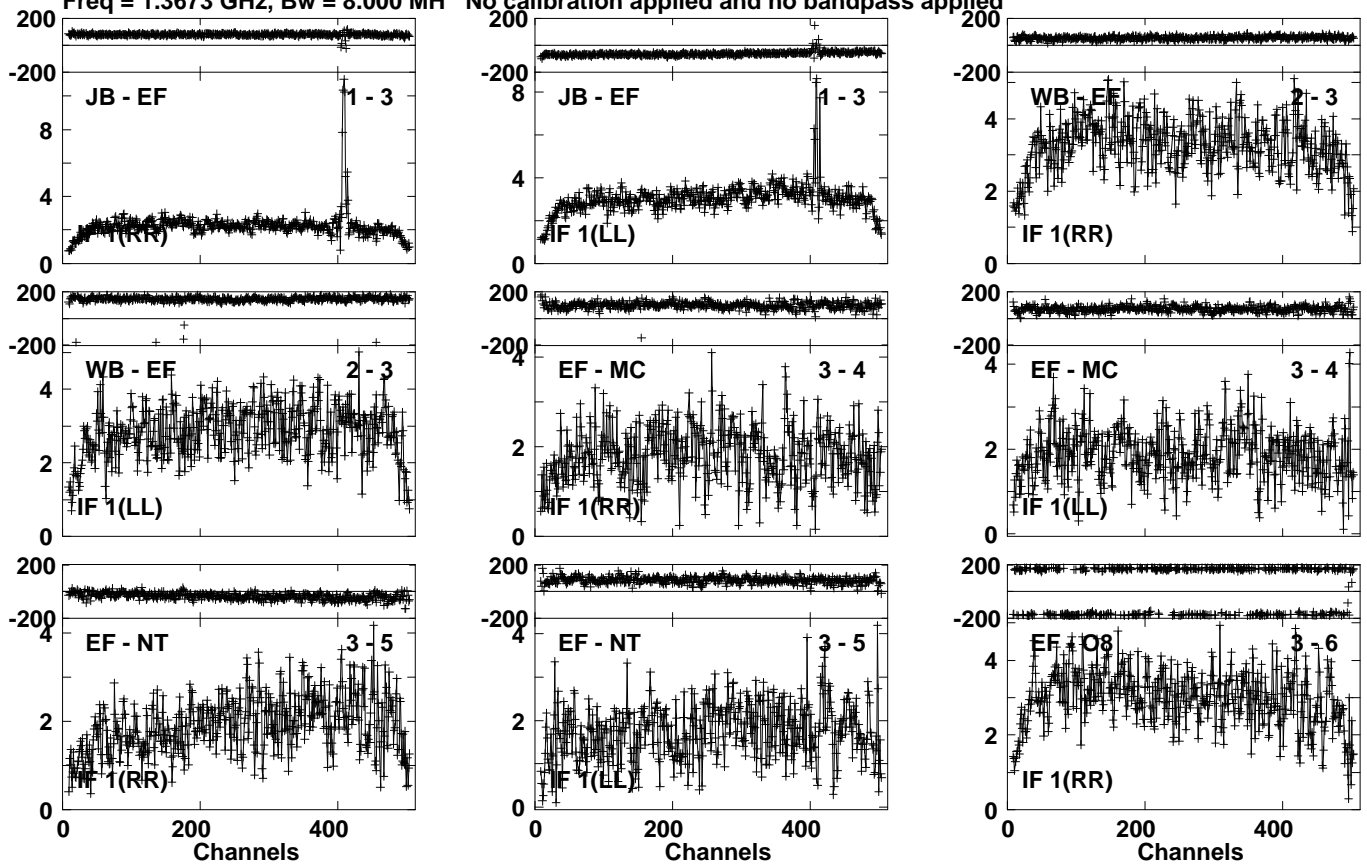 Freq = 1.3673 GHz, Bw = 8.000 MH No calibration applied and no bandpass applied
200
-200
JB - EF 1 - 3
8
4
0
IF 1(RR)
200
-200
JB - EF 1 - 3
8
4
0
IF 1(LL)
200
-200
WB - EF 2 - 3
4
2
0
IF 1(RR)
200
-200
WB - EF 2 - 3
4
2
0
IF 1(LL)
200
-200
EF - MC 3 - 4
4
2
0
IF 1(RR)
200
-200
EF - MC 3 - 4
4
2
0
IF 1(LL)
200
-200
EF - NT 3 - 5
4
2
0
IF 1(RR)
0 200 400
Channels
200
-200
EF - NT 3 - 5
4
2
0
IF 1(LL)
0 200 400
Channels
200
-200
EF - O8 3 - 6
4
2
0
IF 1(RR)
0 200 400
Channels